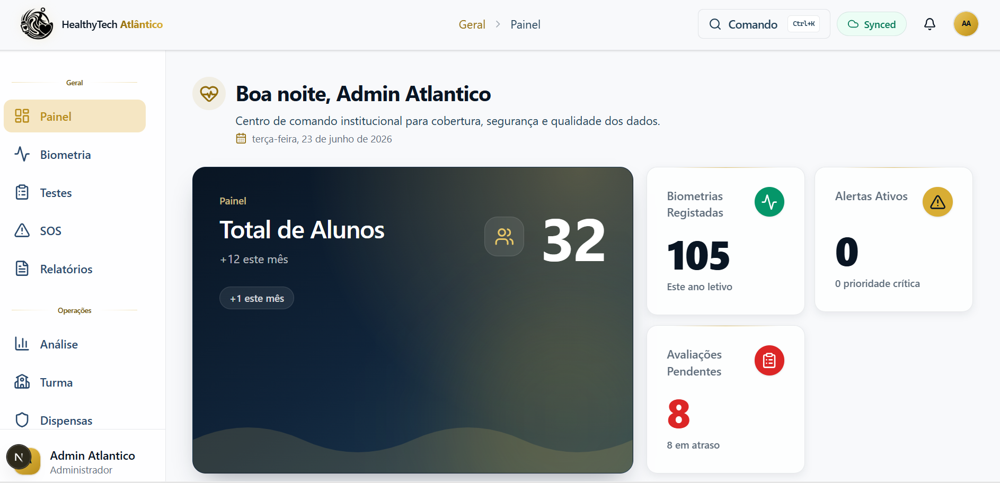 HealthyTech Atlântico
Geral > Painel
Comando Ctrl+K
Synced
AA
Geral
Painel
Biometria
Testes
SOS
Relatórios
Operações
Análise
Turma
Dispensas
N
Admin Atlantico
Administrador
Boa noite, Admin Atlantico
Centro de comando institucional para cobertura, segurança e qualidade dos dados.
terça-feira, 23 de junho de 2026
Painel
Total de Alunos
+12 este mês
32
+1 este mês
Biometrias
Registadas
105
Este ano letivo
Alertas Ativos
0
0 prioridade crítica
Avaliações
Pendentes
8
8 em atraso